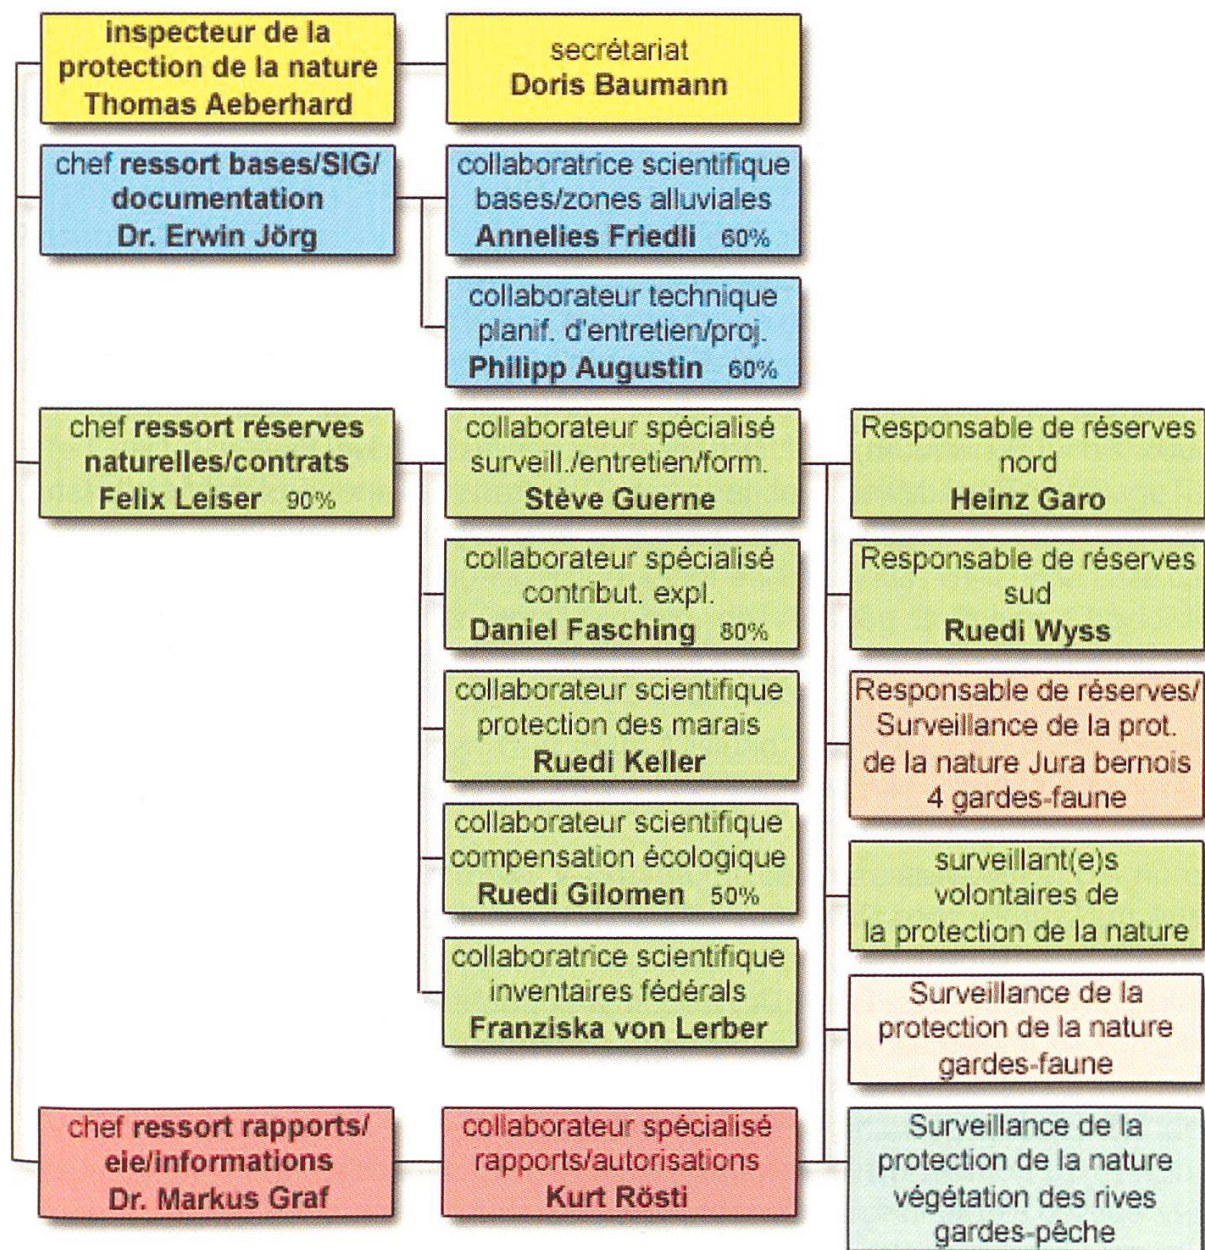 inspecteur de la
protection de la nature
Thomas Aeberhard
secrétariat
Doris Baumann
chef ressort bases/SIG/
documentation
Dr. Erwin Jörg
collaboratrice scientifique
bases/zones alluviales
Annelies Friedli 60%
collaborateur technique
planif. d'entretien/proj.
Philipp Augustin 60%
chef ressort réserves
naturelles/contrats
Felix Leiser 90%
collaborateur spécialisé
surveill./entretien/form.
Stève Guerne
Responsable de réserves
nord
Heinz Garo
collaborateur spécialisé
contribut. expl.
Daniel Fasching 80%
Responsable de réserves
sud
Ruedi Wyss
collaborateur scientifique
protection des marais
Ruedi Keller
Responsable de réserves/
Surveillance de la prot.
de la nature Jura bernois
4 gardes-faune
collaborateur scientifique
compensation écologique
Ruedi Gilomen 50%
surveillant(e)s
volontaires de
la protection de la nature
collaboratrice scientifique
inventaires fédérals
Franziska von Lerber
Surveillance de la
protection de la nature
gardes-faune
chef ressort rapports/
eie/informations
Dr. Markus Graf
collaborateur spécialisé
rapports/autorisations
Kurt Rösti
Surveillance de la
protection de la nature
végétation des rives
gardes-pêche